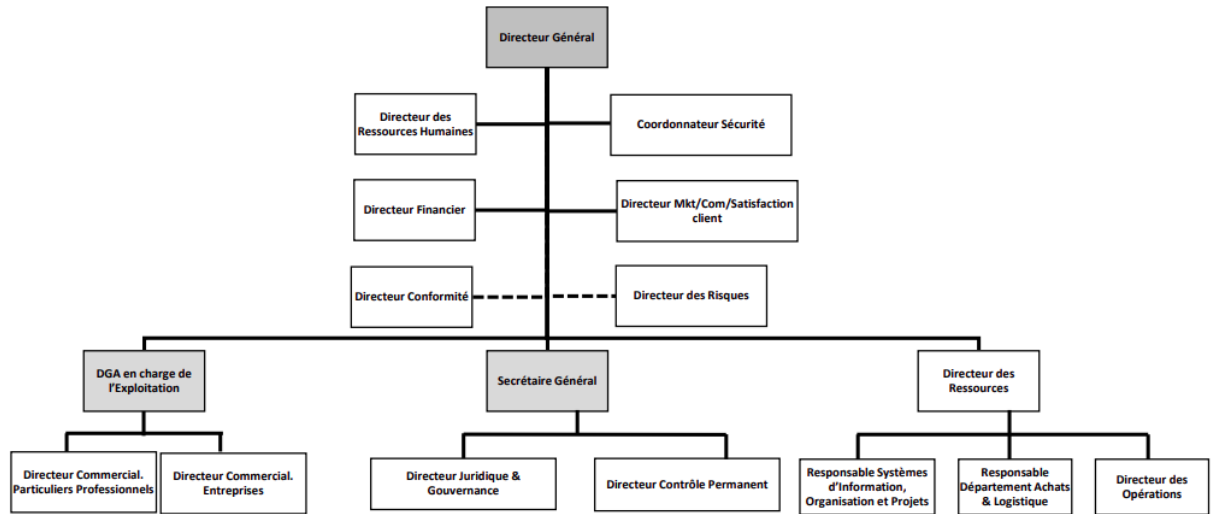 Directeur Général
Directeur des
Ressources Humaines
Coordonnateur Sécurité
Directeur Financier
Directeur Mkt/Com/Satisfaction
client
Directeur Conformité
Directeur des Risques
DGA en charge de
l’Exploitation
Secrétaire Général
Directeur des
Ressources
Directeur Commercial.
Particuliers Professionnels
Directeur Commercial.
Entreprises
Directeur Juridique &
Gouvernance
Directeur Contrôle Permanent
Responsable Systèmes
d’Information,
Organisation et Projets
Responsable
Département Achats
& Logistique
Directeur des
Opérations